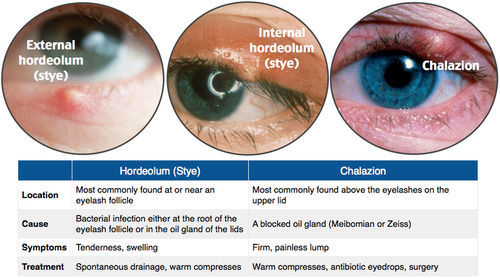 External
hordeolum
(stye)
Internal
hordeolum
(stye)
Chalazion
Hordeolum (Stye)
Chalazion
Location
Most commonly found at or near an
eyelash follicle
Most commonly found above the eyelashes on the
upper lid
Cause
Bacterial infection either at the root of the
eyelash follicle or in the oil gland of the lids
A blocked oil gland (Meibomian or Zeiss)
Symptoms
Tenderness, swelling
Firm, painless lump
Treatment
Spontaneous drainage, warm compresses
Warm compresses, antibiotic eyedrops, surgery